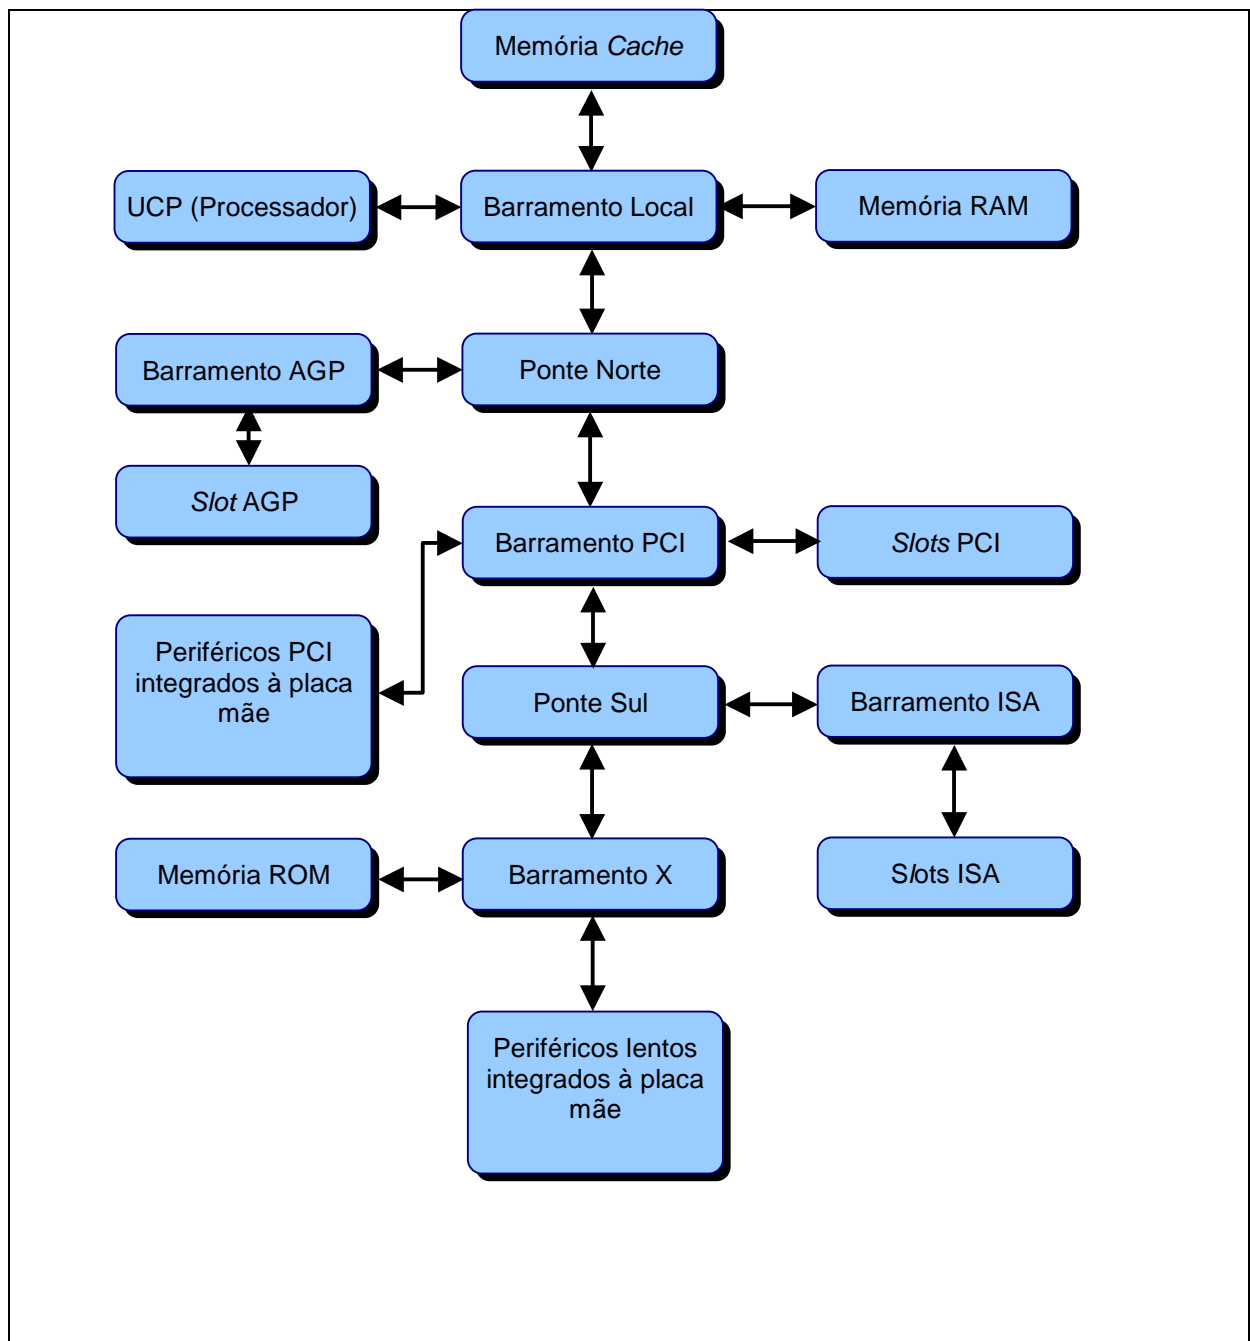 Memória Cache
UCP (Processador)
Barramento Local
Memória RAM
Barramento AGP
Ponte Norte
Slot AGP
Barramento PCI
Slots PCI
Periféricos PCI
integrados à placa
mãe
Ponte Sul
Barramento ISA
Memória ROM
Barramento X
Slots ISA
Periféricos lentos
integrados à placa
mãe